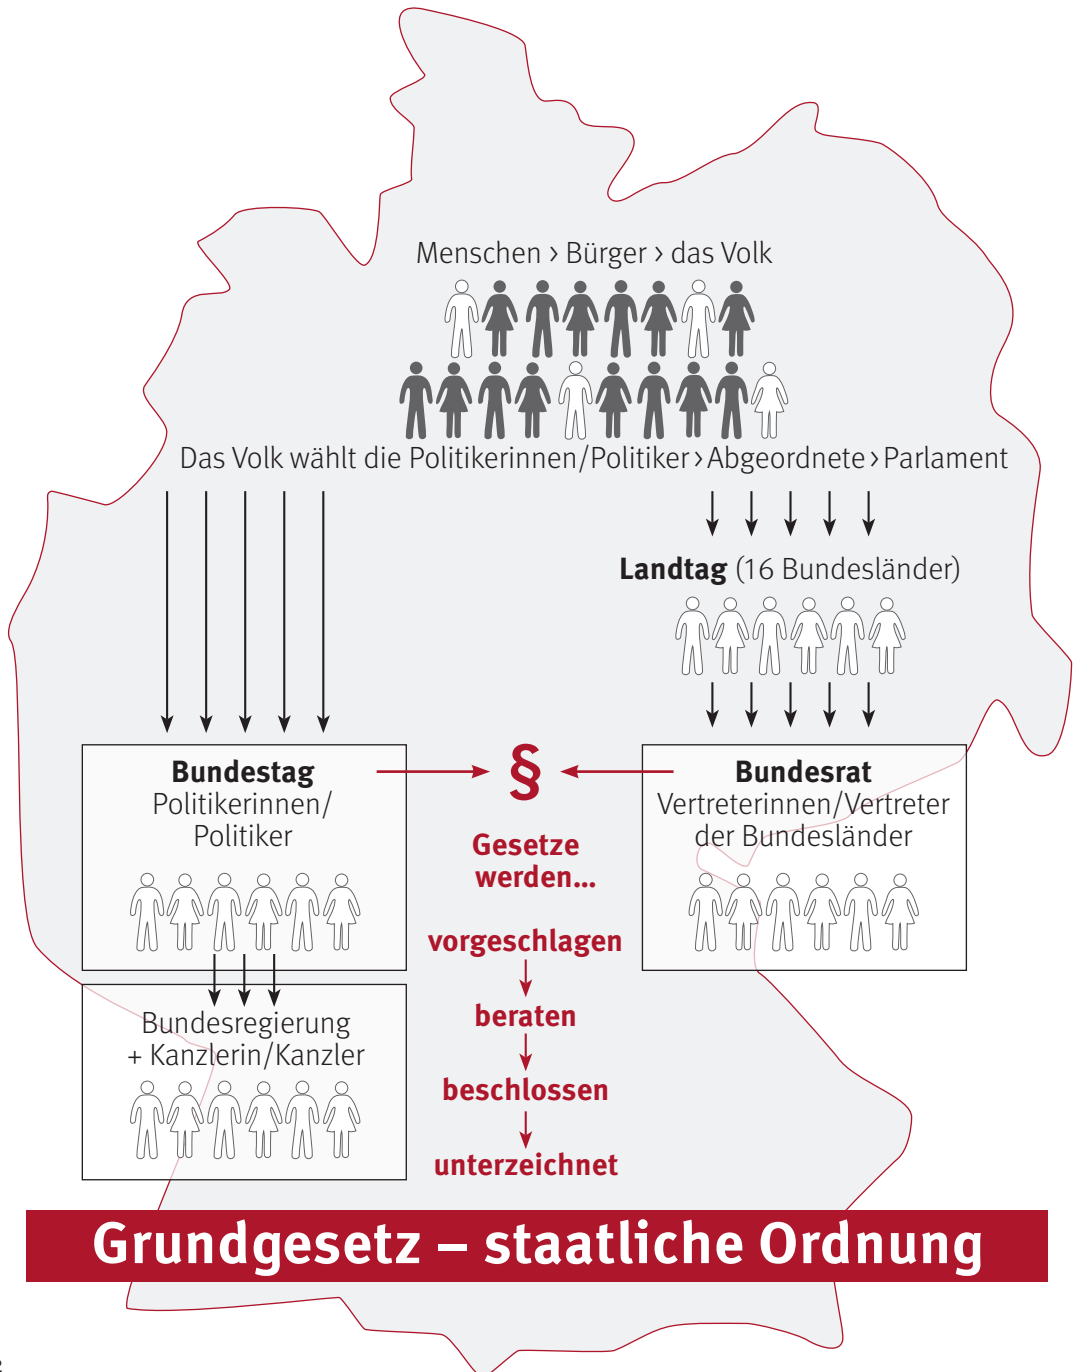 Menschen › Bürger › das Volk
Das Volk wählt die Politikerinnen/Politiker › Abgeordnete › Parlament
Landtag (16 Bundesländer)
Bundestag
Politikerinnen/
Politiker
§
Bundesrat
Vertreterinnen/Vertreter
der Bundesländer
Gesetze
werden...
vorgeschlagen
beraten
beschlossen
unterzeichnet
Bundesregierung
+ Kanzlerin/Kanzler
Grundgesetz – staatliche Ordnung